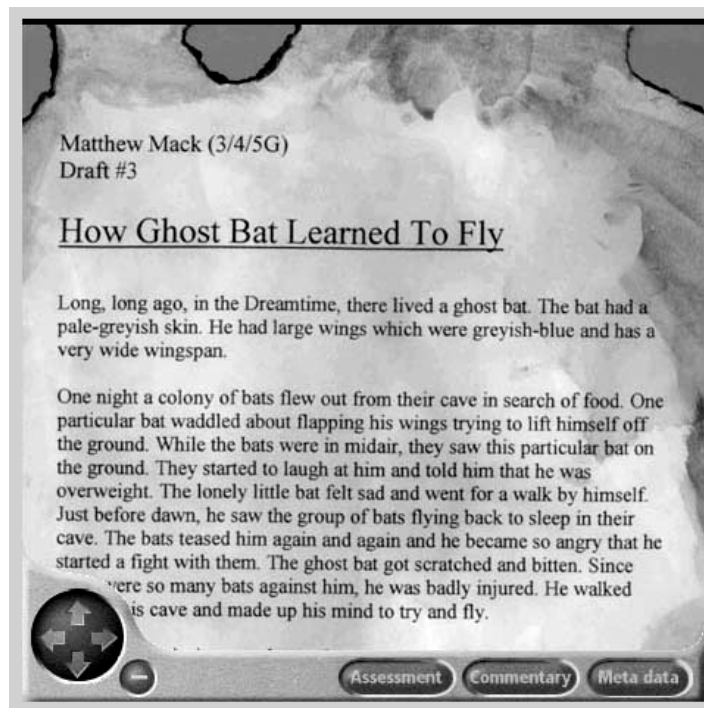 Matthew Mack (3/4/5G)
Draft #3
How Ghost Bat Learned To Fly
Long, long ago, in the Dreamtime, there lived a ghost bat. The bat had a
pale-greyish skin. He had large wings which were greyish-blue and has a
very wide wingspan.
One night a colony of bats flew out from their cave in search of food. One
particular bat waddled about flapping his wings trying to lift himself off
the ground. While the bats were in midair, they saw this particular bat on
the ground. They started to laugh at him and told him that he was
overweight. The lonely little bat felt sad and went for a walk by himself.
Just before dawn, he saw the group of bats flying back to sleep in their
cave. The bats teased him again and again and he became so angry that he
started a fight with them. The ghost bat got scratched and bitten. Since
were so many bats against him, he was badly injured. He walked
is cave and made up his mind to try and fly.
Assessment Commentary Meta data